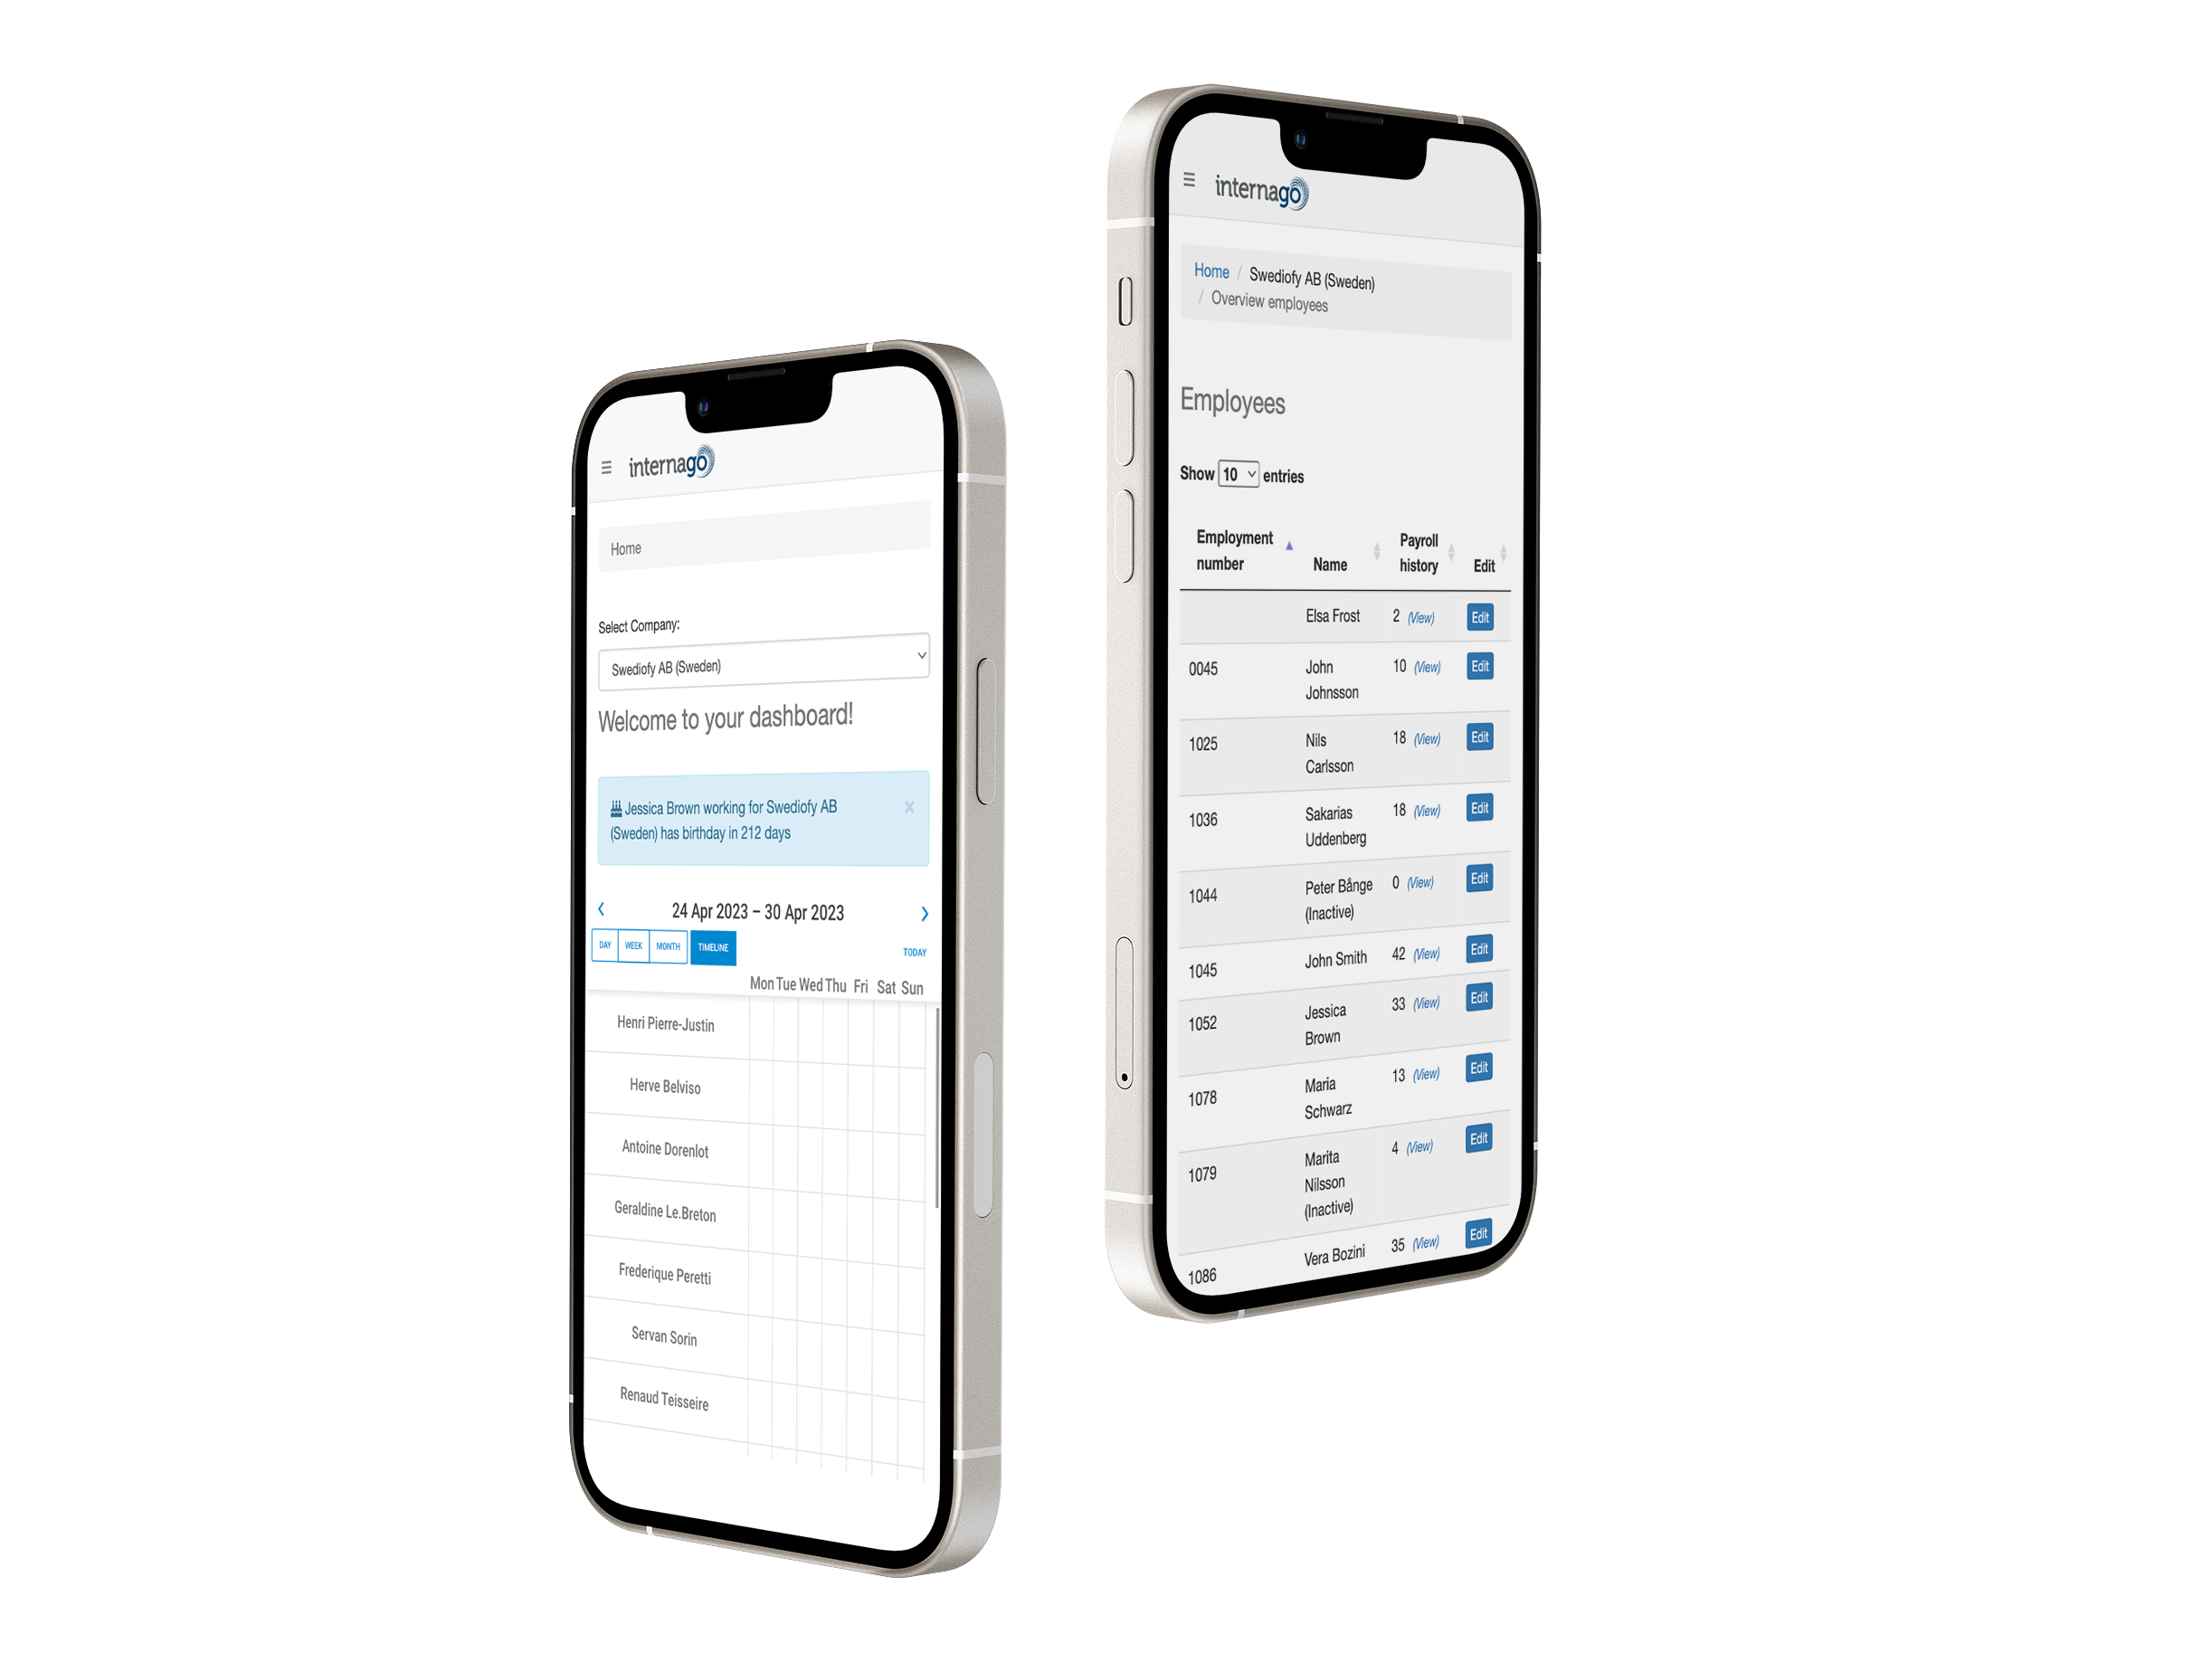 internago
Home
Select Company:
Swediofy AB (Sweden)
Welcome to your dashboard!
Jessica Brown working for Swediofy AB
(Sweden) has birthday in 212 days
×
24 Apr 2023 – 30 Apr 2023
DAY WEEK MONTH TIMELINE TODAY
Mon Tue Wed Thu Fri Sat Sun
Henri Pierre-Justin
Herve Belviso
Antoine Dorenlot
Geraldine Le.Breton
Frederique Peretti
Servan Sorin
Renaud Teisseire
internago
Home / Swediofy AB (Sweden)
/ Overview employees
Employees
Show 10 entries
Employment
number
Name
Payroll
history
Edit
Elsa Frost 2 (View) Edit
0045 John
Johnsson 10 (View) Edit
1025 Nils
Carlsson 18 (View) Edit
1036 Sakarias
Uddenberg 18 (View) Edit
1044 Peter Bånge
(Inactive) 0 (View) Edit
1045 John Smith 42 (View) Edit
1052 Jessica
Brown 33 (View) Edit
1078 Maria
Schwarz 13 (View) Edit
1079 Marita
Nilsson
(Inactive) 4 (View) Edit
1086 Vera Bozini 35 (View) Edit